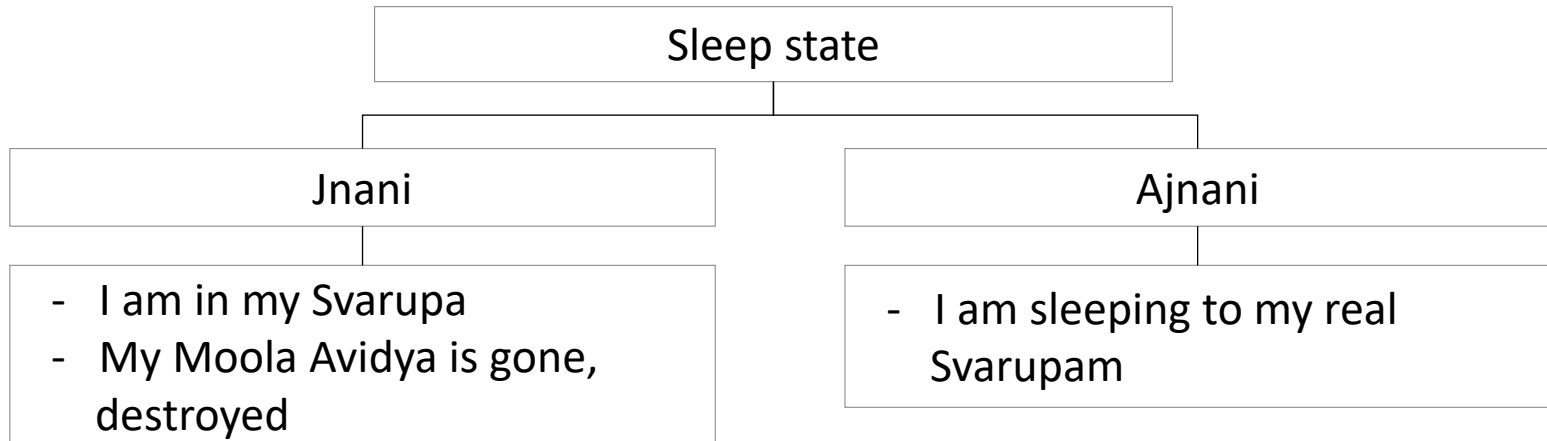 Sleep state
Jnani
Ajnani
- I am in my Svarupa
- My Moola Avidya is gone,
destroyed
- I am sleeping to my real
Svarupam